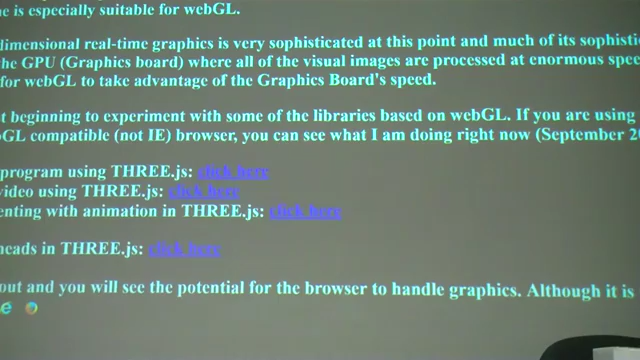 ne is especially suitable for webGL.
dimensional real-time graphics is very sophisticated at this point and much of its sophistic
the GPU (Graphics board) where all of the visual images are processed at enormous spee
for webGL to take advantage of the Graphics Board's speed.
t beginning to experiment with some of the libraries based on webGL. If you are using
bGL compatible (not IE) browser, you can see what I am doing right now (September 20
program using THREE.js: click here
video using THREE.js: click here
enting with animation in THREE.js: click here
heads in THREE.js: click here
out and you will see the potential for the browser to handle graphics. Although it is